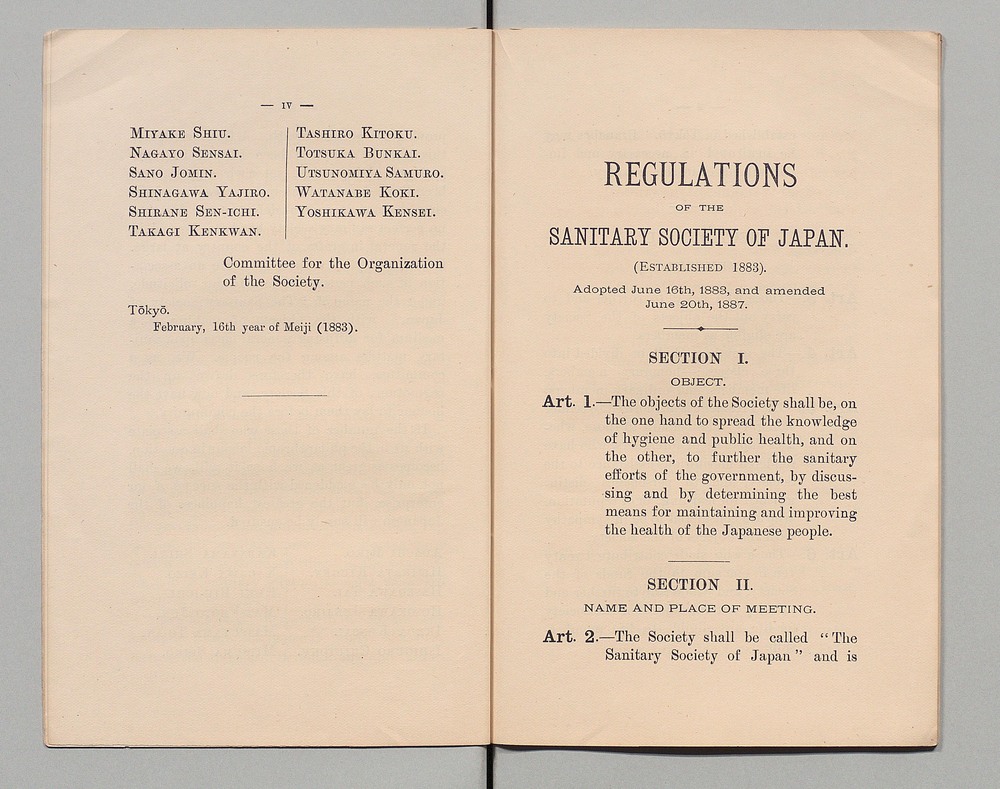 — IV —
MIYAKE SHIU.
NAGAYO SENSAI.
SANO JOMIN.
SHINAGAWA YAJIRO.
SHIRANE SEN-ICHI.
TAKAGI KENKWAN.
TASHIRO KITOKU.
TOTSUKA BUNKAI.
UTSUNOMIYA SAMURO.
WATANABE KOKI.
YOSHIKAWA KENSEI.
Committee for the Organization
of the Society.
Tōkyō.
February, 16th year of Meiji (1883).
REGULATIONS
OF THE
SANITARY SOCIETY OF JAPAN.
(ESTABLISHED 1883).
Adopted June 16th, 1883, and amended
June 20th, 1887.
SECTION I.
OBJECT.
Art. 1.—The objects of the Society shall be, on
the one hand to spread the knowledge
of hygiene and public health, and on
the other, to further the sanitary
efforts of the government, by discus-
sing and by determining the best
means for maintaining and improving
the health of the Japanese people.
SECTION II.
NAME AND PLACE OF MEETING.
Art. 2.—The Society shall be called “The
Sanitary Society of Japan” and is